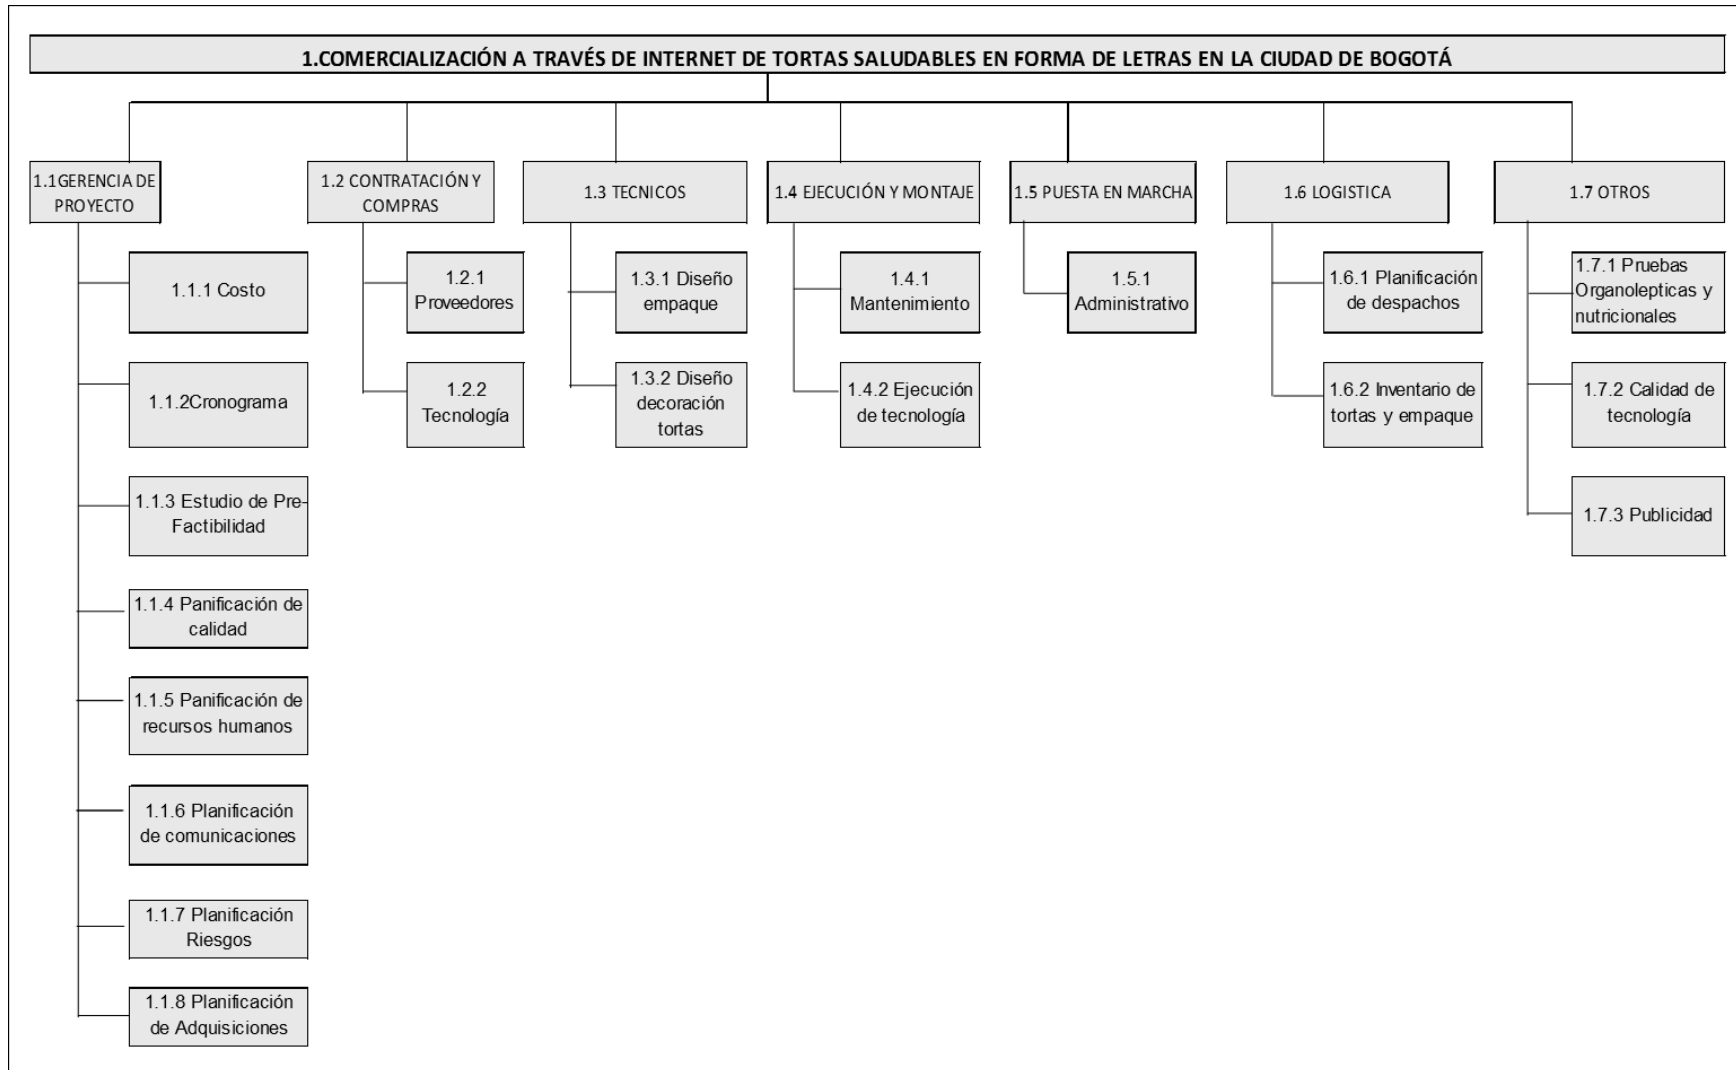 1.COMERCIALIZACIÓN A TRAVÉS DE INTERNET DE TORTAS SALUDABLES EN FORMA DE LETRAS EN LA CIUDAD DE BOGOTÁ
1.1GERENCIA DE
PROYECTO
1.1.1 Costo
1.1.2Cronograma
1.1.3 Estudio de Pre-
Factibilidad
1.1.4 Panificación de
calidad
1.1.5 Panificación de
recursos humanos
1.1.6 Planificación
de comunicaciones
1.1.7 Planificación
Riesgos
1.1.8 Planificación
de Adquisiciones
1.2 CONTRATACIÓN Y
COMPRAS
1.2.1
Proveedores
1.2.2
Tecnología
1.3 TECNICOS
1.3.1 Diseño
empaque
1.3.2 Diseño
decoración
tortas
1.4 EJECUCIÓN Y MONTAJE
1.4.1
Mantenimiento
1.4.2 Ejecución
de tecnología
1.5 PUESTA EN MARCHA
1.5.1
Administrativo
1.6 LOGISTICA
1.6.1 Planificación
de despachos
1.6.2 Inventario de
tortas y empaque
1.7 OTROS
1.7.1 Pruebas
Organolepticas y
nutricionales
1.7.2 Calidad de
tecnología
1.7.3 Publicidad